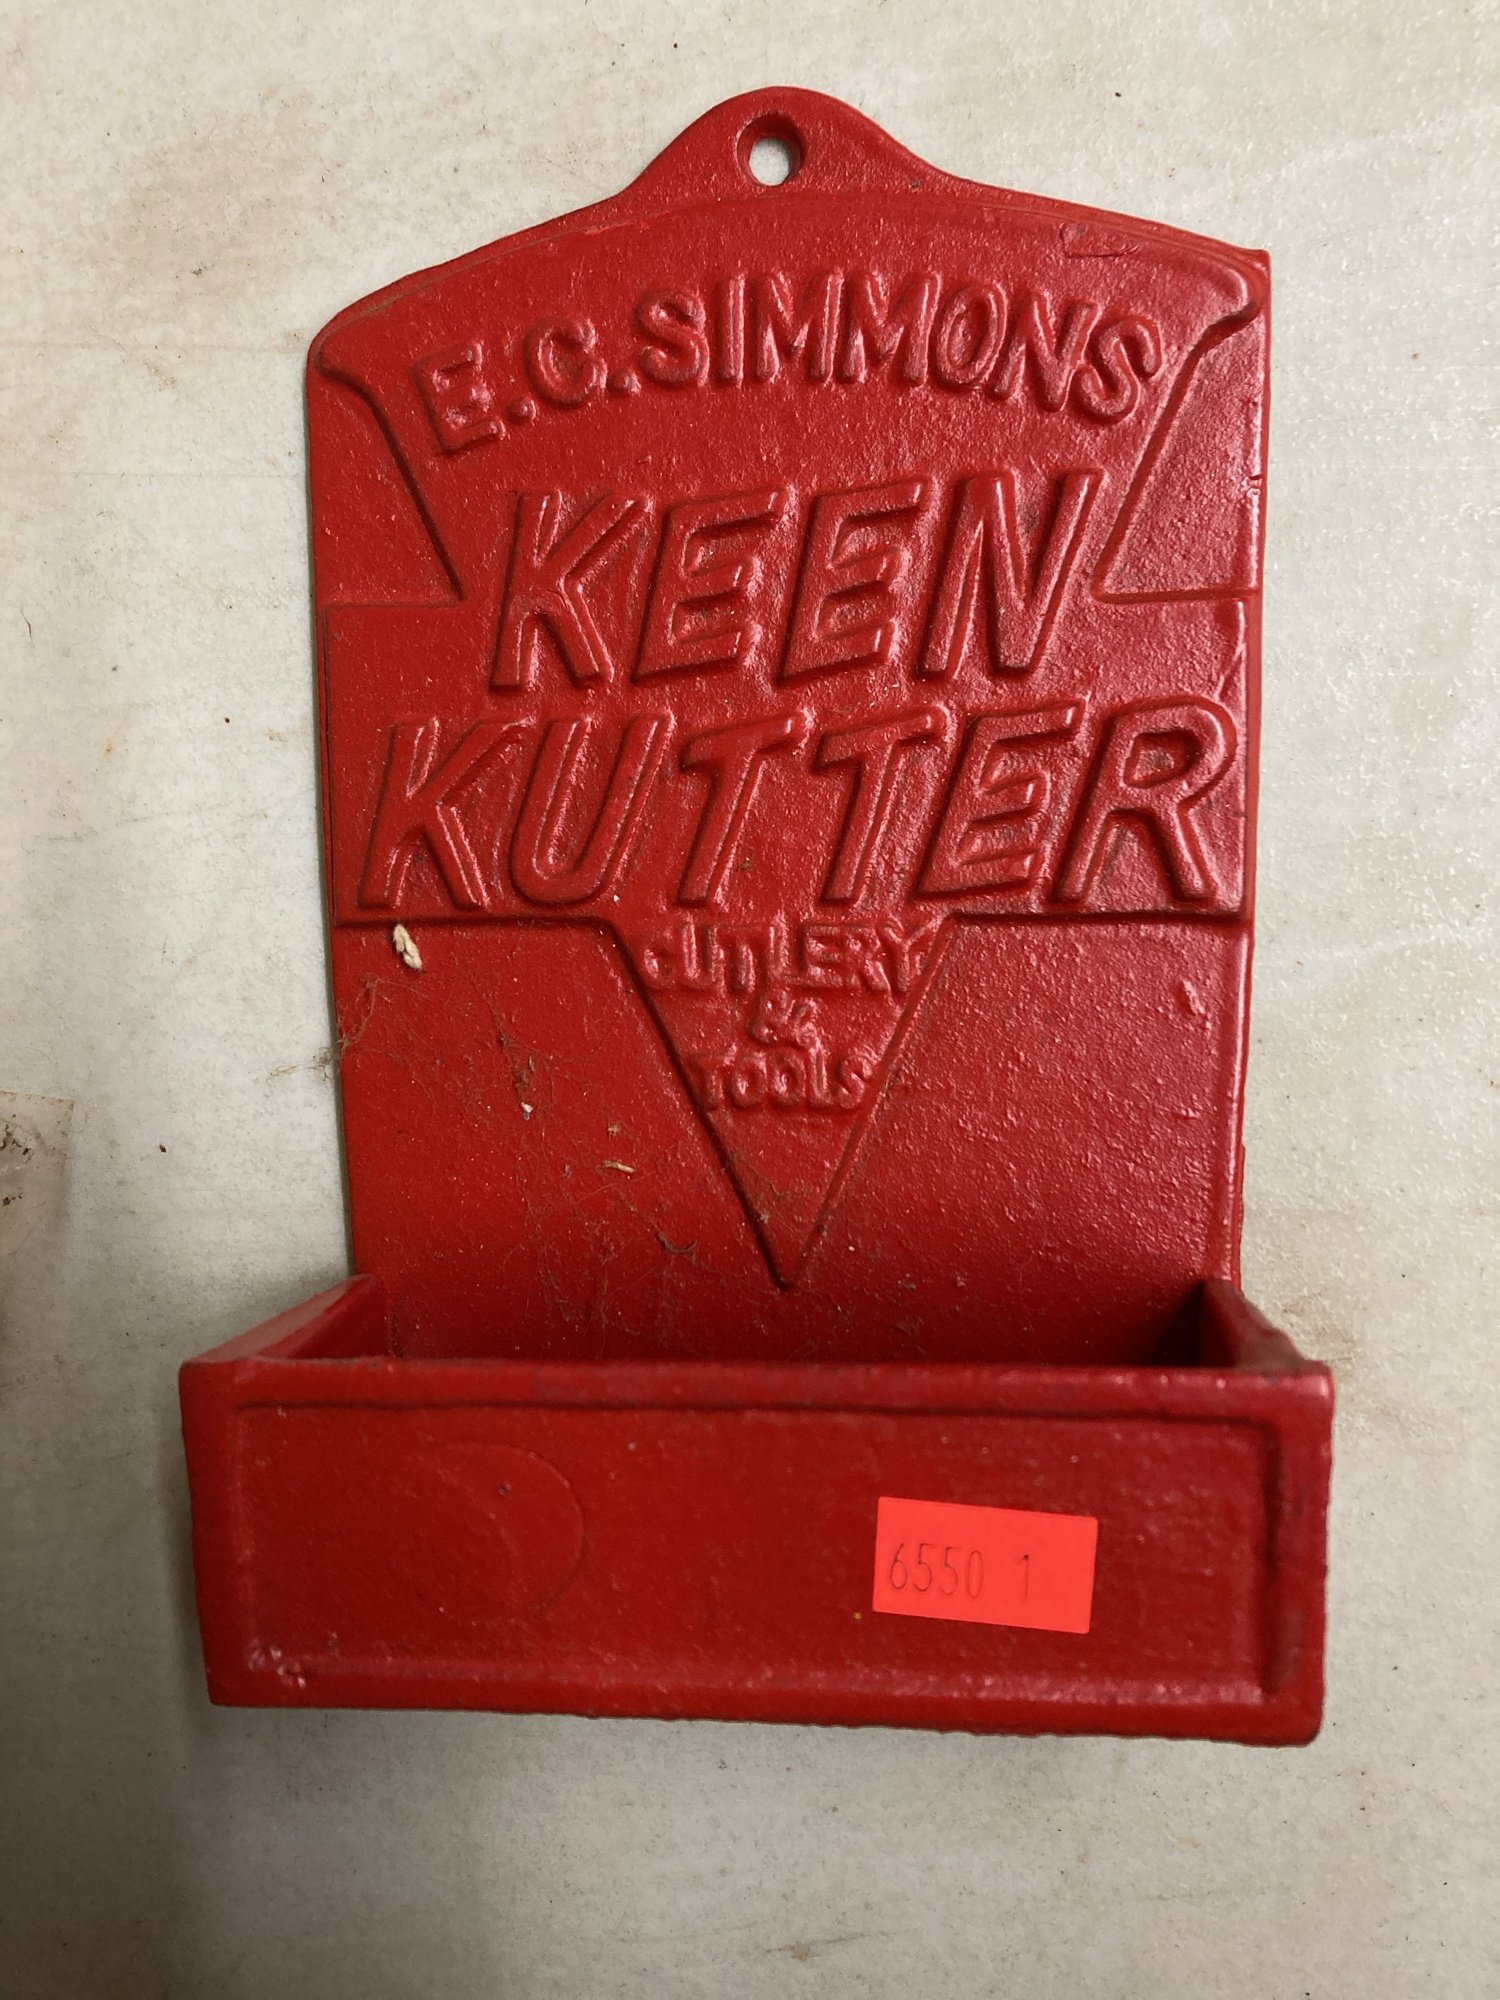 E.C. SIMMONS
KEEN
KUTTER
CUTLERY
&
TOOLS
6550 1